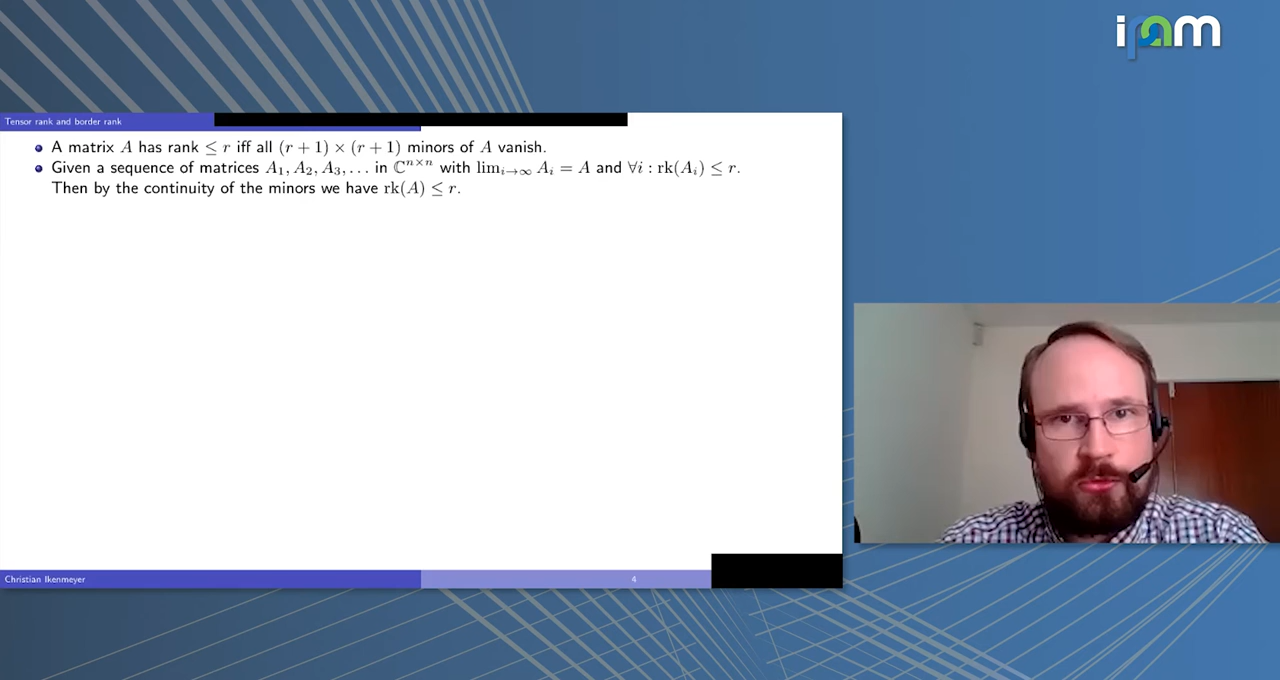 ipam
Tensor rank and border rank
A matrix A has rank ≤ r iff all (r + 1) × (r + 1) minors of A vanish.
Given a sequence of matrices A₁, A₂, A₃, . . . in ℂⁿˣⁿ with limᵢ→∞ Aᵢ = A and ∀i : rk(Aᵢ) ≤ r.
Then by the continuity of the minors we have rk(A) ≤ r.
Christian Ikenmeyer
4